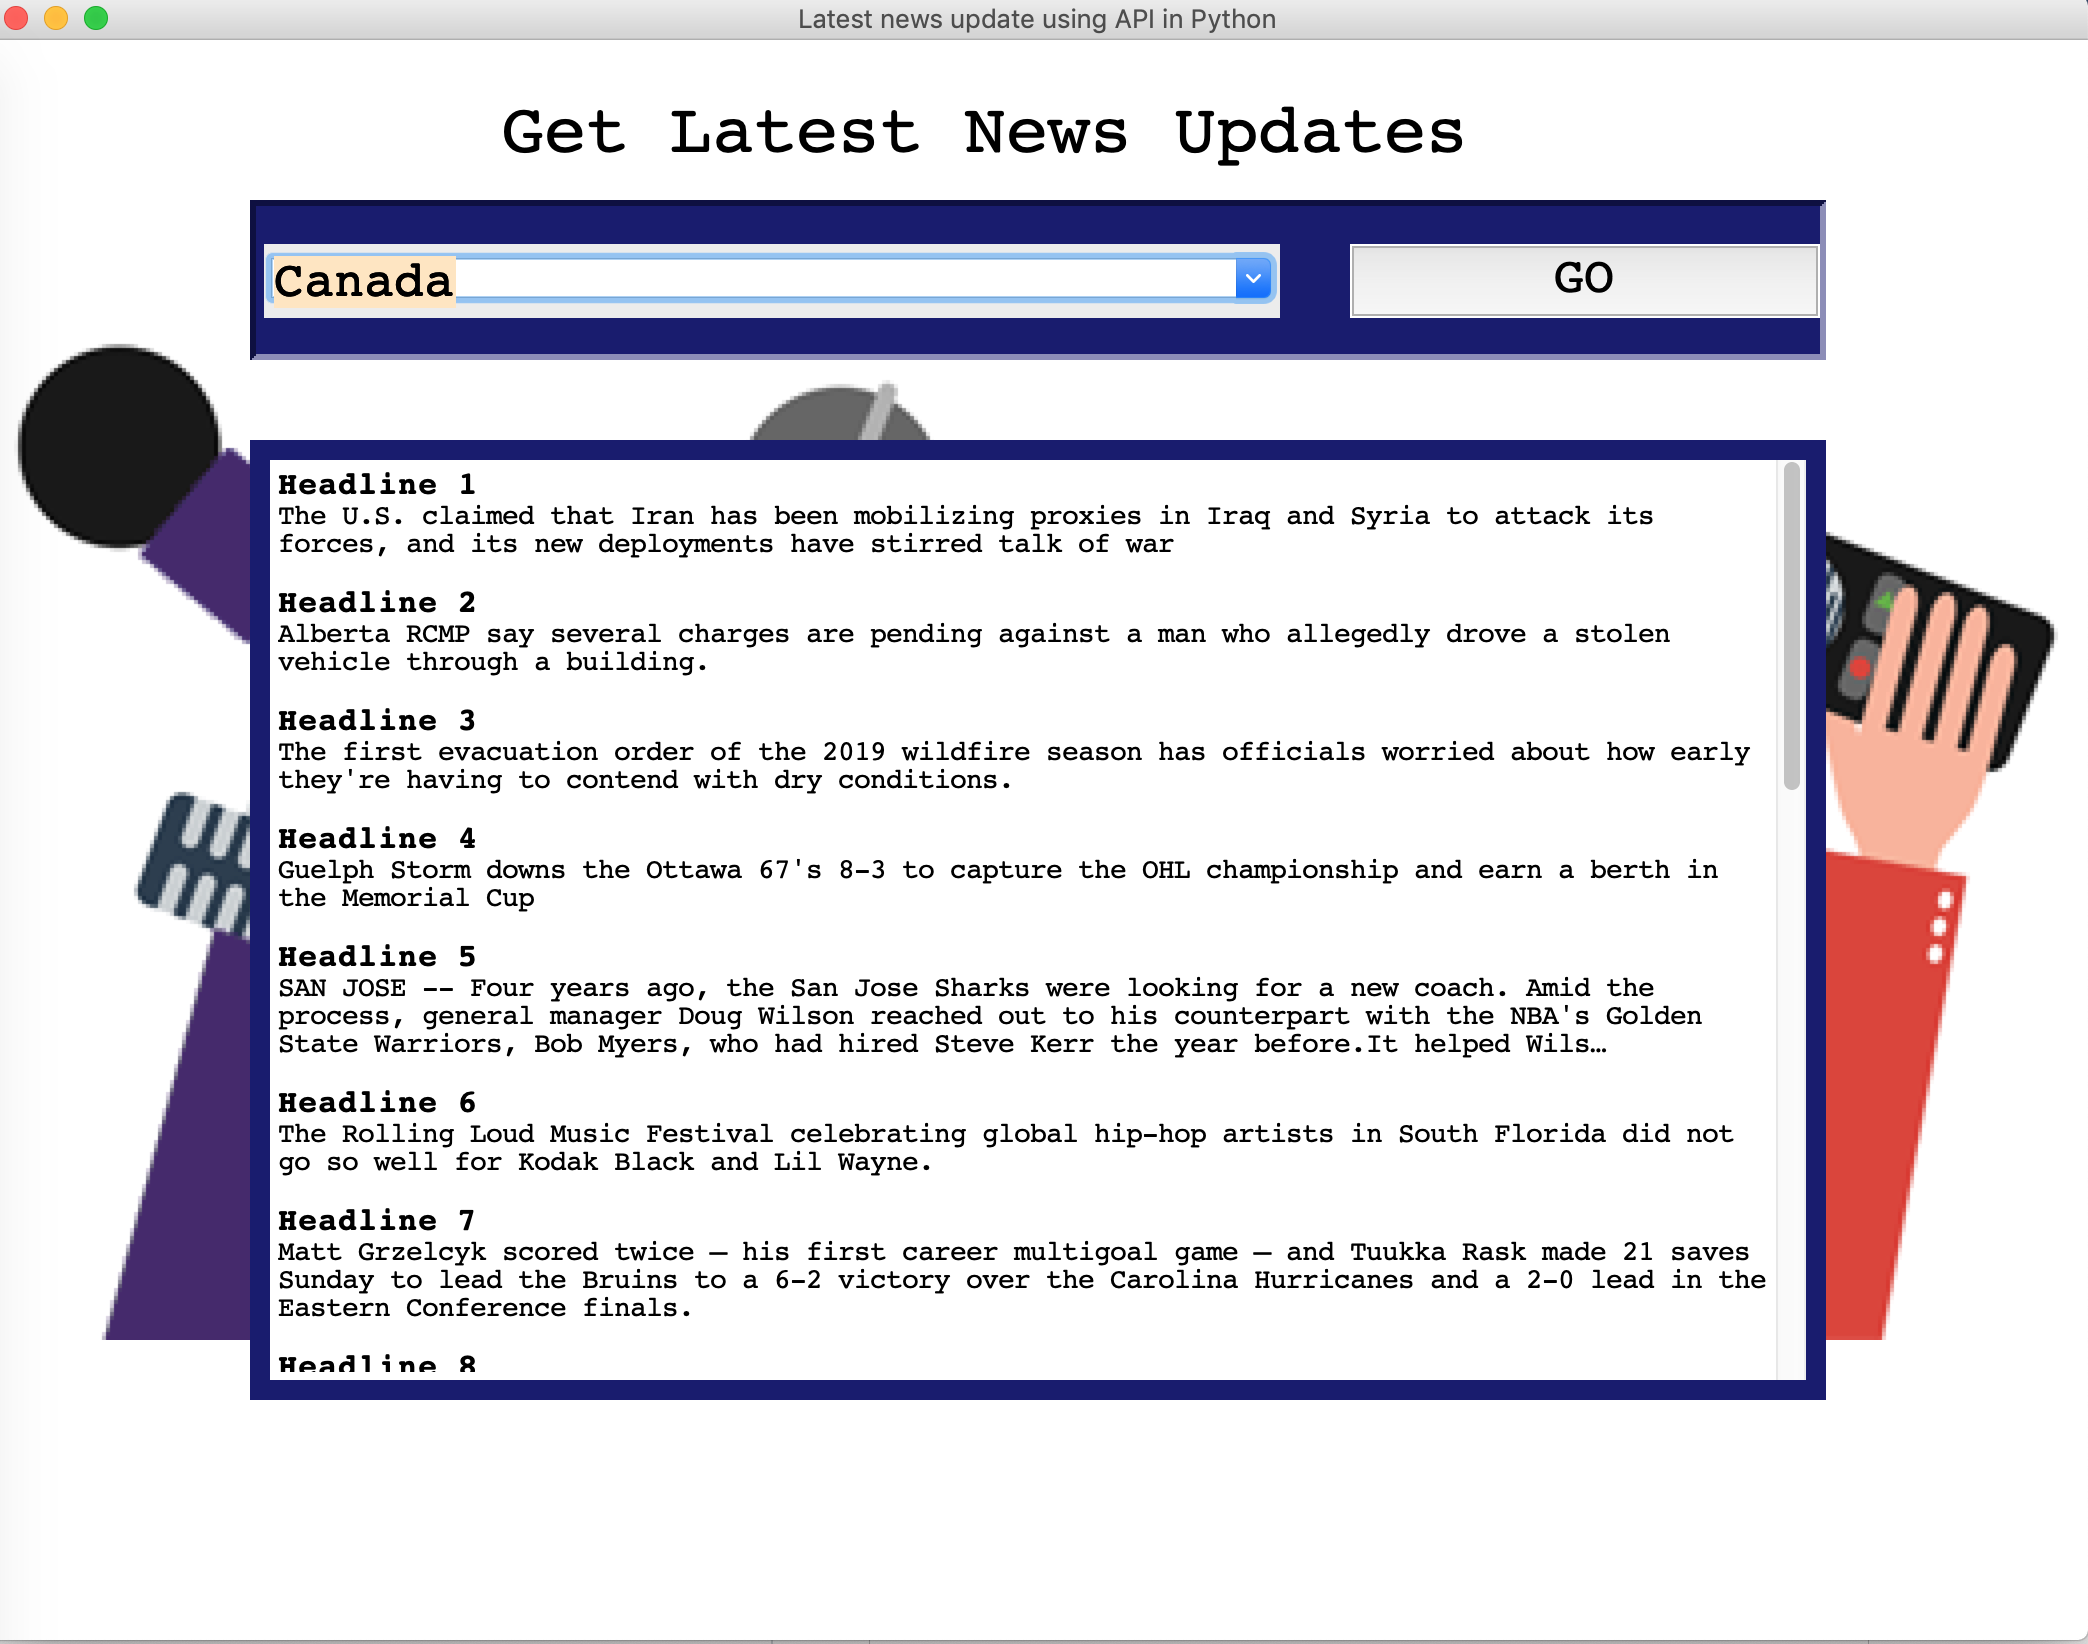 Latest news update using API in Python
Get Latest News Updates
Canada
GO
Headline 1
The U.S. claimed that Iran has been mobilizing proxies in Iraq and Syria to attack its
forces, and its new deployments have stirred talk of war
Headline 2
Alberta RCMP say several charges are pending against a man who allegedly drove a stolen
vehicle through a building.
Headline 3
The first evacuation order of the 2019 wildfire season has officials worried about how early
they're having to contend with dry conditions.
Headline 4
Guelph Storm downs the Ottawa 67's 8-3 to capture the OHL championship and earn a berth in
the Memorial Cup
Headline 5
SAN JOSE -- Four years ago, the San Jose Sharks were looking for a new coach. Amid the
process, general manager Doug Wilson reached out to his counterpart with the NBA's Golden
State Warriors, Bob Myers, who had hired Steve Kerr the year before.It helped Wils…
Headline 6
The Rolling Loud Music Festival celebrating global hip-hop artists in South Florida did not
go so well for Kodak Black and Lil Wayne.
Headline 7
Matt Grzelcyk scored twice — his first career multigoal game — and Tuukka Rask made 21 saves
Sunday to lead the Bruins to a 6-2 victory over the Carolina Hurricanes and a 2-0 lead in the
Eastern Conference finals.
Headline 8